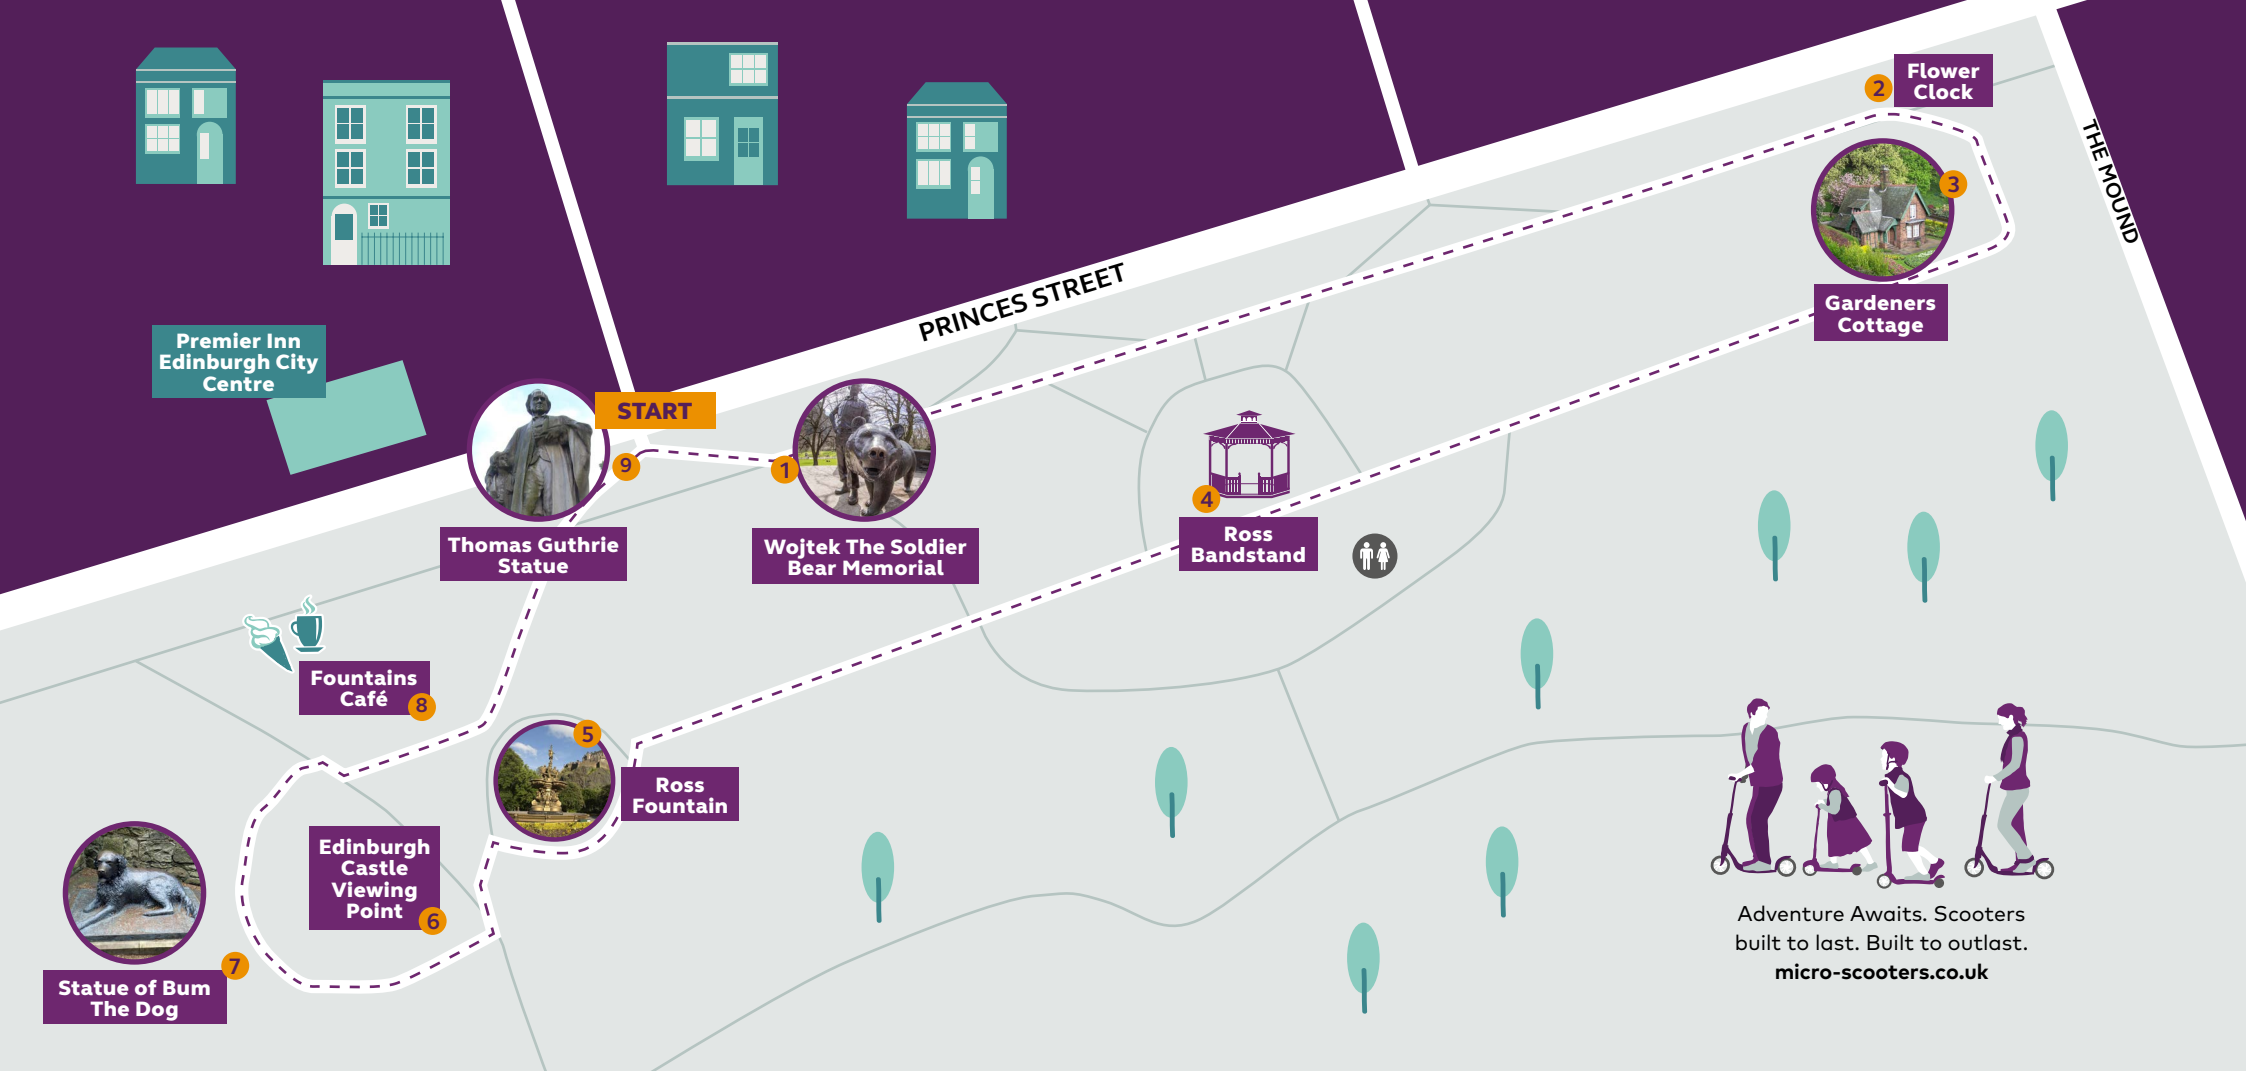 2
Flower
Clock
THE MOUND
3
Gardeners
Cottage
PRINCES STREET
Premier Inn
Edinburgh City
Centre
START
9
Thomas Guthrie
Statue
1
Wojtek The Soldier
Bear Memorial
4
Ross
Bandstand
Fountains
Café
8
5
Ross
Fountain
Edinburgh
Castle
Viewing
Point
6
7
Statue of Bum
The Dog
Adventure Awaits. Scooters
built to last. Built to outlast.
micro-scooters.co.uk